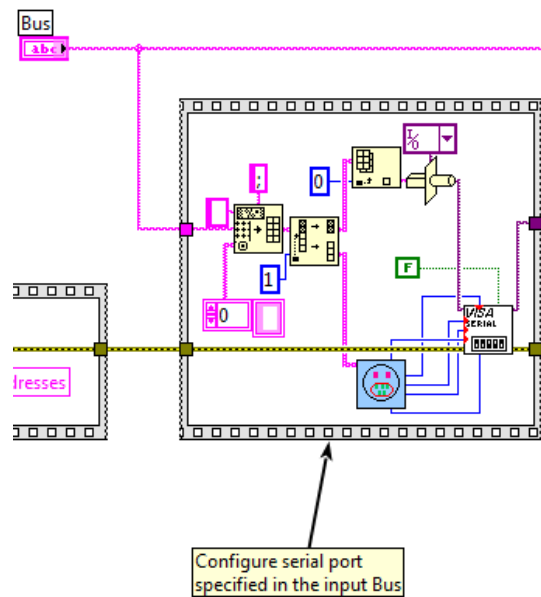 Bus
abc
I/O
;
0
%
1
0
F
VISA
SERIAL
dresses
Configure serial port
specified in the input Bus